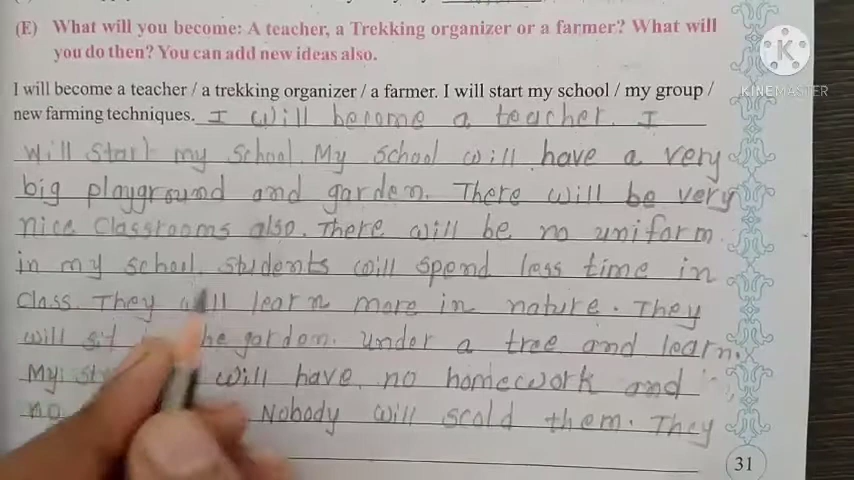 (E) What will you become: A teacher, a Trekking organizer or a farmer? What will
you do then? You can add new ideas also.
I will become a teacher / a trekking organizer / a farmer. I will start my school / my group /
new farming techniques. I will become a teacher. I
will start my school. My school will have a very
big playground and garden. There will be very
nice classrooms also. There will be no uniform
in my school. students will spend less time in
class. They will learn more in nature. They
will sit he garden. under a tree and learn.
My will have no homework and
no Nobody will scold them. They
31
KINEMASTER